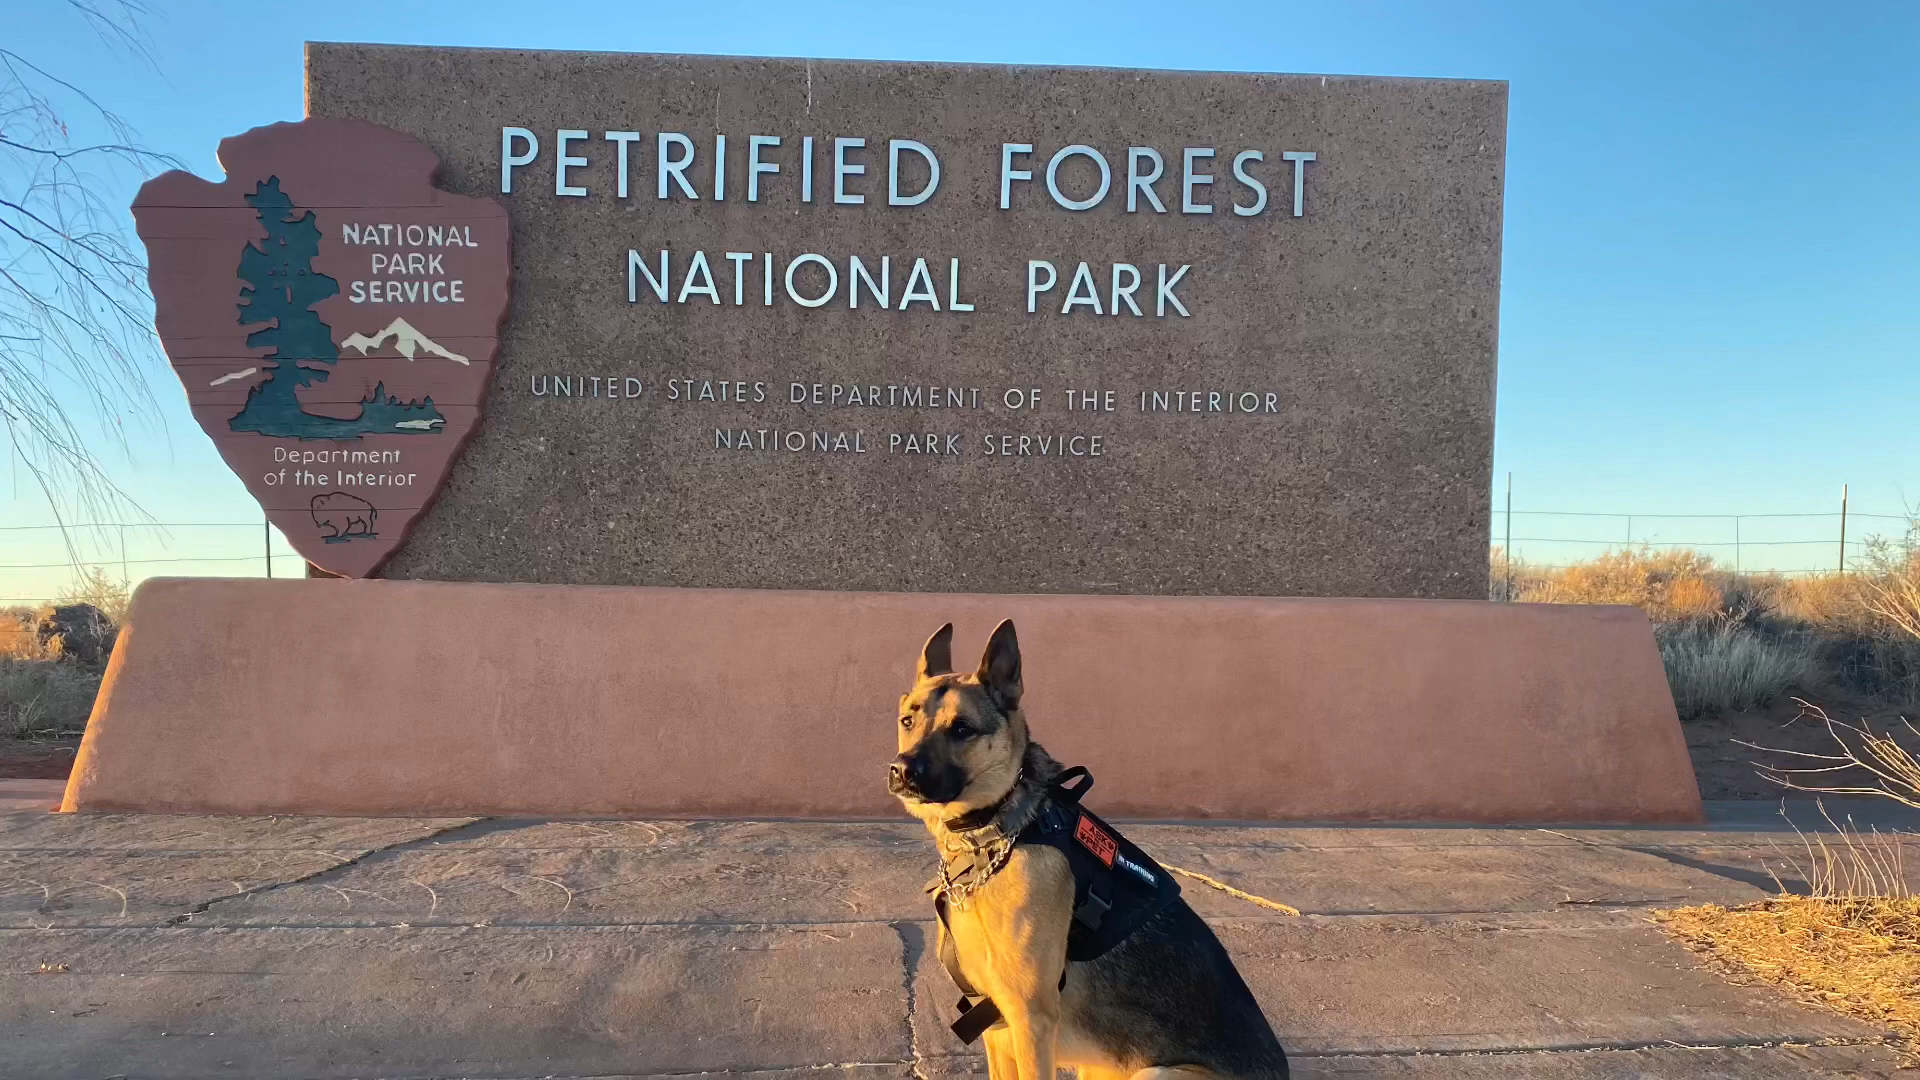 PETRIFIED FOREST
NATIONAL PARK
UNITED STATES DEPARTMENT OF THE INTERIOR
NATIONAL PARK SERVICE
NATIONAL
PARK
SERVICE
Department
of the Interior
ASK
IN TRAINING